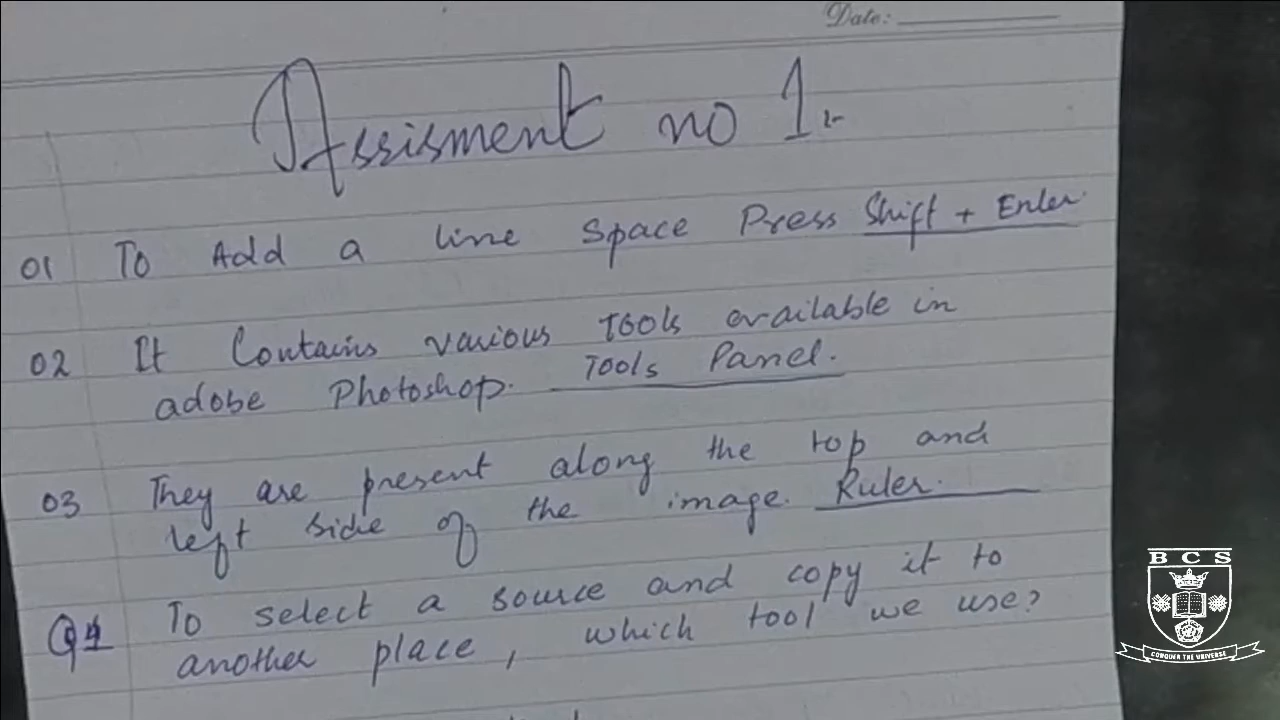 Date:
Assisment no 1:-
01 To Add a line space Press Shift + Enter.
02 It Contains various Tools available in
adobe Photoshop. Tools Panel.
03 They are present along the top and
left side of the image. Ruler.
Q4 To select a source and copy it to
another place, which tool we use?
BCS
CONQUER THE UNIVERSE